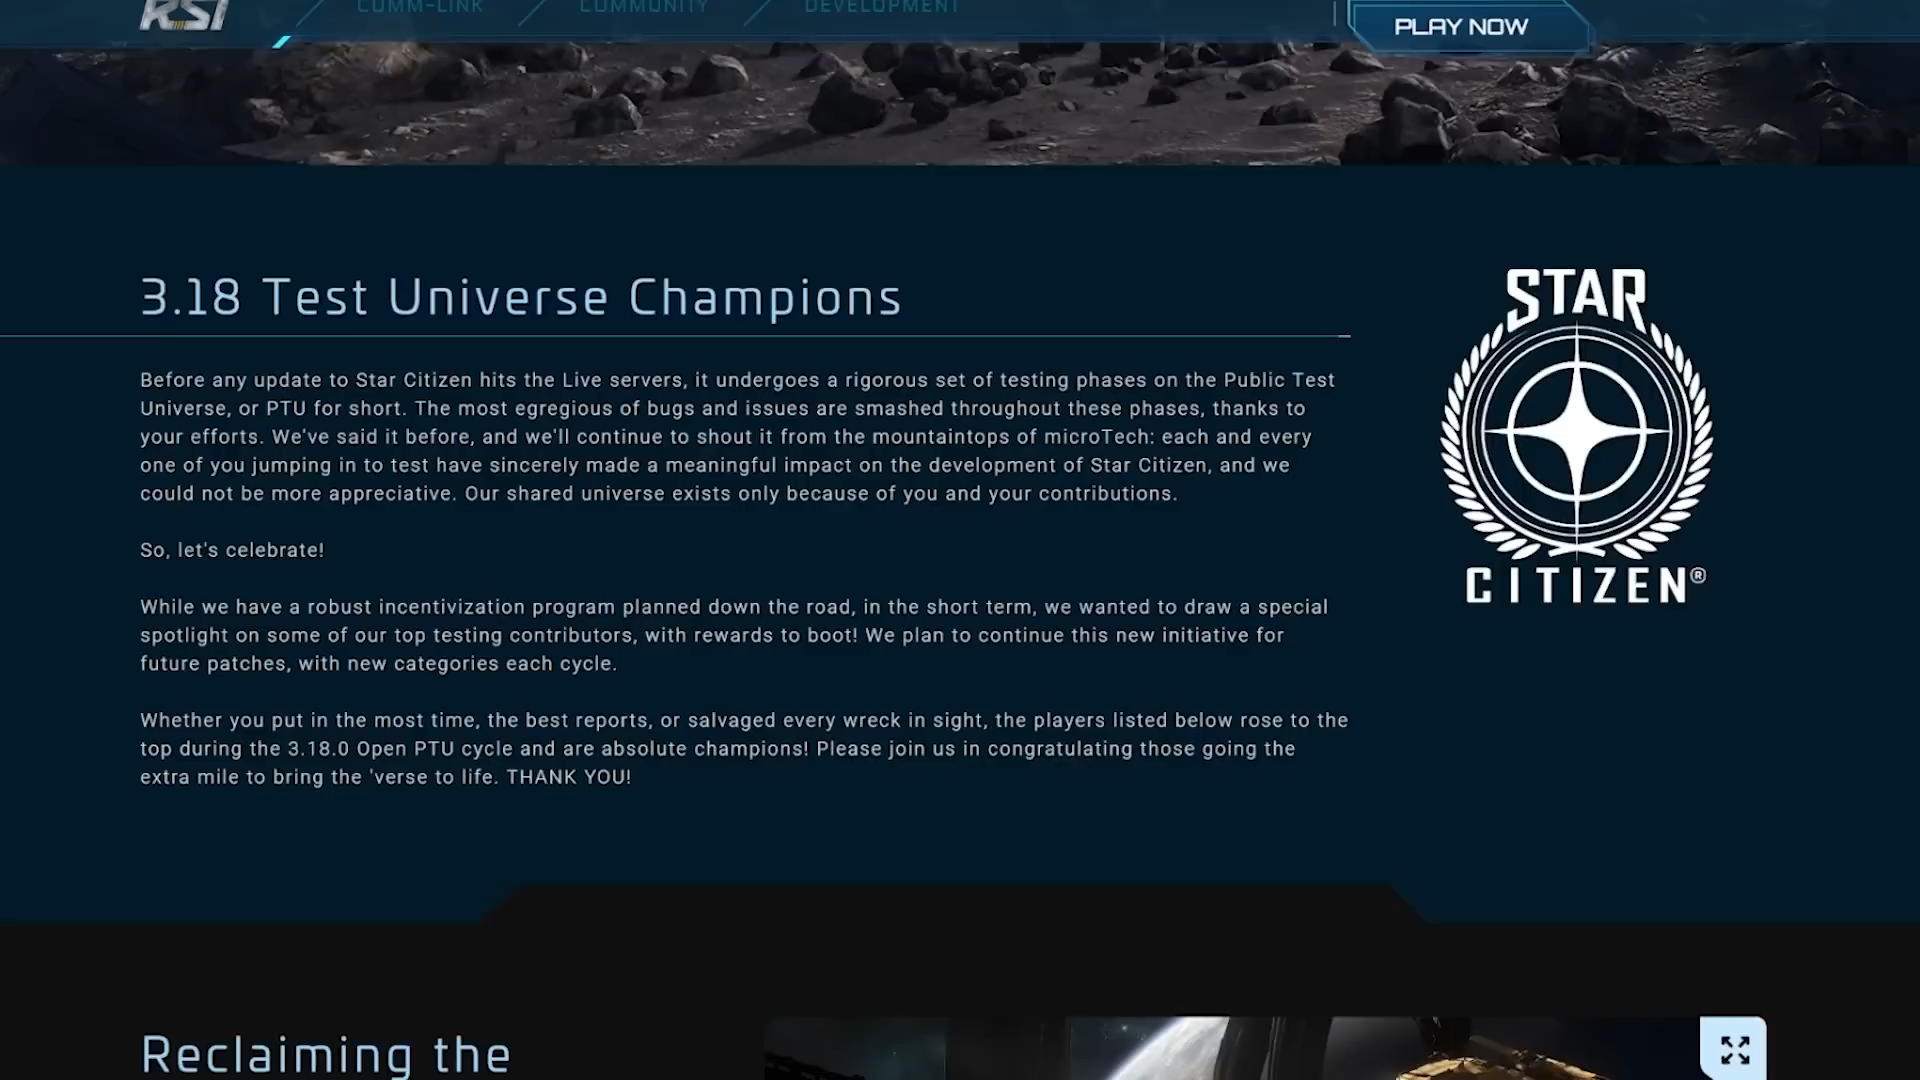 RSI
COMM-LINK
COMMUNITY
DEVELOPMENT
PLAY NOW
3.18 Test Universe Champions
Before any update to Star Citizen hits the Live servers, it undergoes a rigorous set of testing phases on the Public Test
Universe, or PTU for short. The most egregious of bugs and issues are smashed throughout these phases, thanks to
your efforts. We've said it before, and we'll continue to shout it from the mountaintops of microTech: each and every
one of you jumping in to test have sincerely made a meaningful impact on the development of Star Citizen, and we
could not be more appreciative. Our shared universe exists only because of you and your contributions.
So, let's celebrate!
While we have a robust incentivization program planned down the road, in the short term, we wanted to draw a special
spotlight on some of our top testing contributors, with rewards to boot! We plan to continue this new initiative for
future patches, with new categories each cycle.
Whether you put in the most time, the best reports, or salvaged every wreck in sight, the players listed below rose to the
top during the 3.18.0 Open PTU cycle and are absolute champions! Please join us in congratulating those going the
extra mile to bring the 'verse to life. THANK YOU!
STAR
CITIZEN®
Reclaiming the